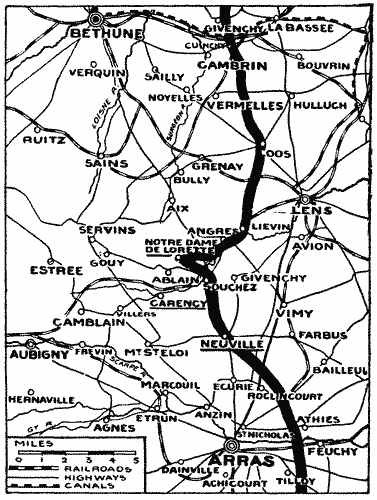 GIVENCHY
LA BASSEE
BETHUNE
CUINCHY
CAMBRIN
BOUVRIN
VERQUIN
SAILLY
NOYELLES
VERMELLES
HULLUCH
LOISNE R.
RUITZ
SAINS
GRENAY
OOS
BULLY
AIX
LENS
SERVINS
ANGRES
LIEVIN
NOTRE DAME
DE LORETTE
AVION
ESTREE
GOUY
ABLAIN
GIVENCHY
SOUCHEZ
CARENCY
CAMBLAIN
VILLERS
VIMY
NEUVILLE
FARBUS
AUBIGNY
FREVIN
MT STELOI
SCARPE R.
BAILLEUL
MARCOUIL
ECURIE
ROCLINCOURT
HERNAVILLE
ETRUN
ANZIN
ATHIES
AGNES
GY R.
ST NICHOLAS
FEUCHY
ARRAS
MILES
0 1 2 3 4 5
RAILROADS
HIGHWAYS
CANALS
DAINVILLE
ACHICOURT
TILLOY